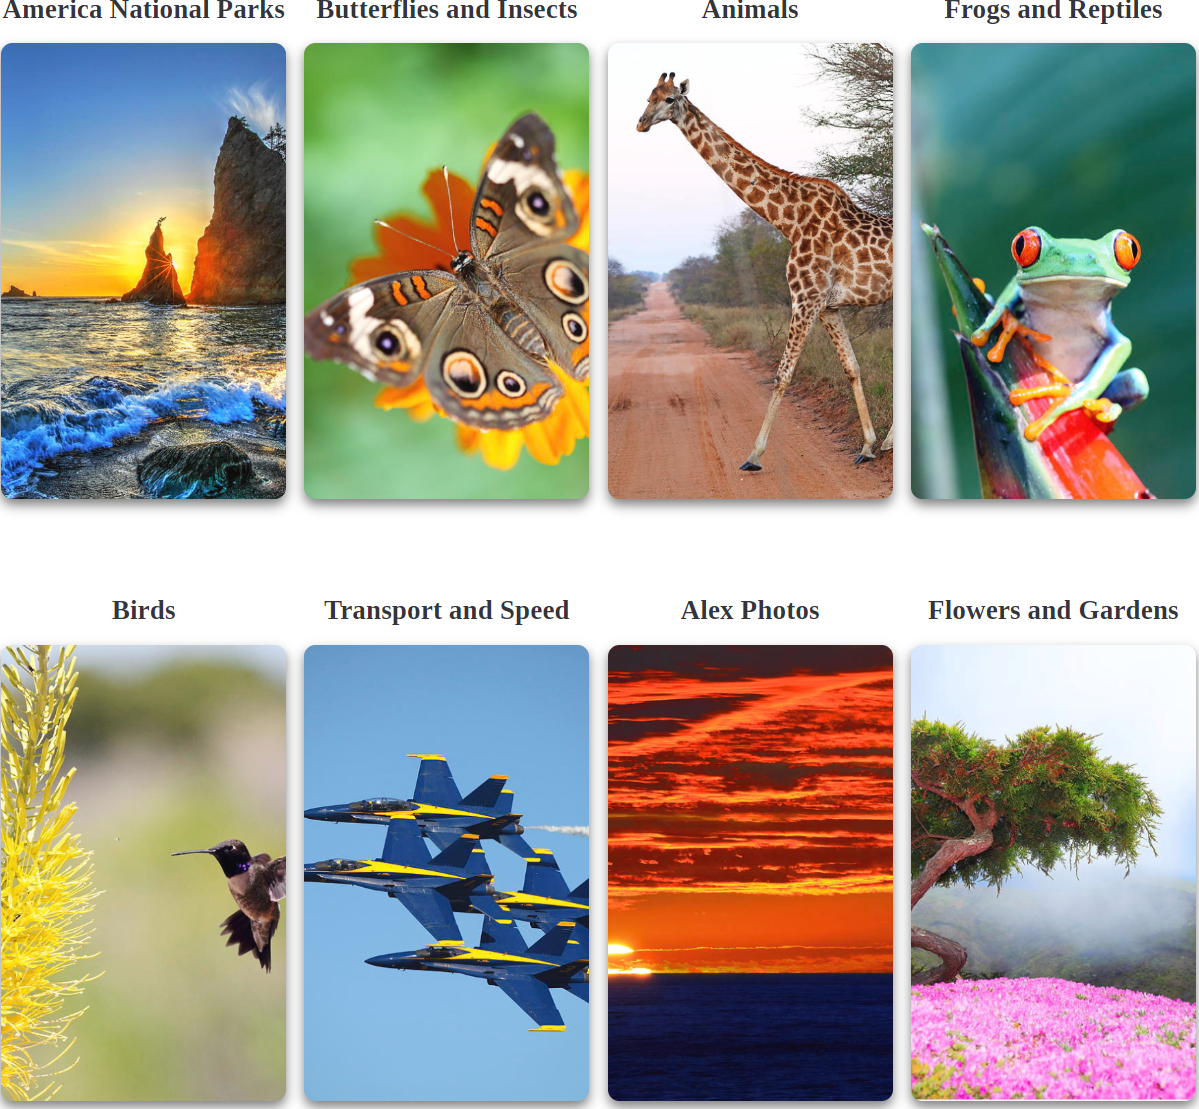 America National Parks
Butterflies and Insects
Animals
Frogs and Reptiles
Birds
Transport and Speed
Alex Photos
Flowers and Gardens